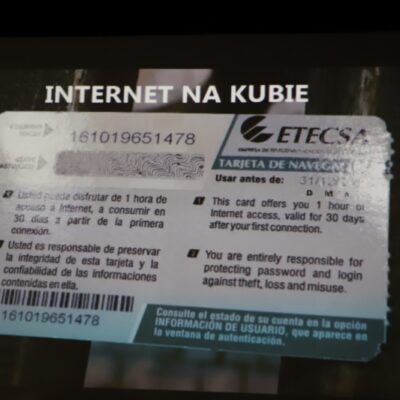 INTERNET NA KUBIE
161019651478
ETECSA
TARJETA DE
Usar antes de: 31/12/
D M A
1 Usted puede disfrutar de 1 hora de
acceso a Internet, a consumir en
30 días a partir de la primera
conexión.
1 This card offers you 1 hour of
Internet access, valid for 30 days
after your first connection.
Usted es responsable de preservar
la integridad de esta tarjeta y la
confiabilidad de las informaciones
contenidas en ella.
2 You are entirely responsible for
protecting password and login
against theft, loss and misuse.
161019651478
Consulte el estado de su cuenta en la opción
INFORMACIÓN DE USUARIO, que aparece en
la ventana de autenticación.